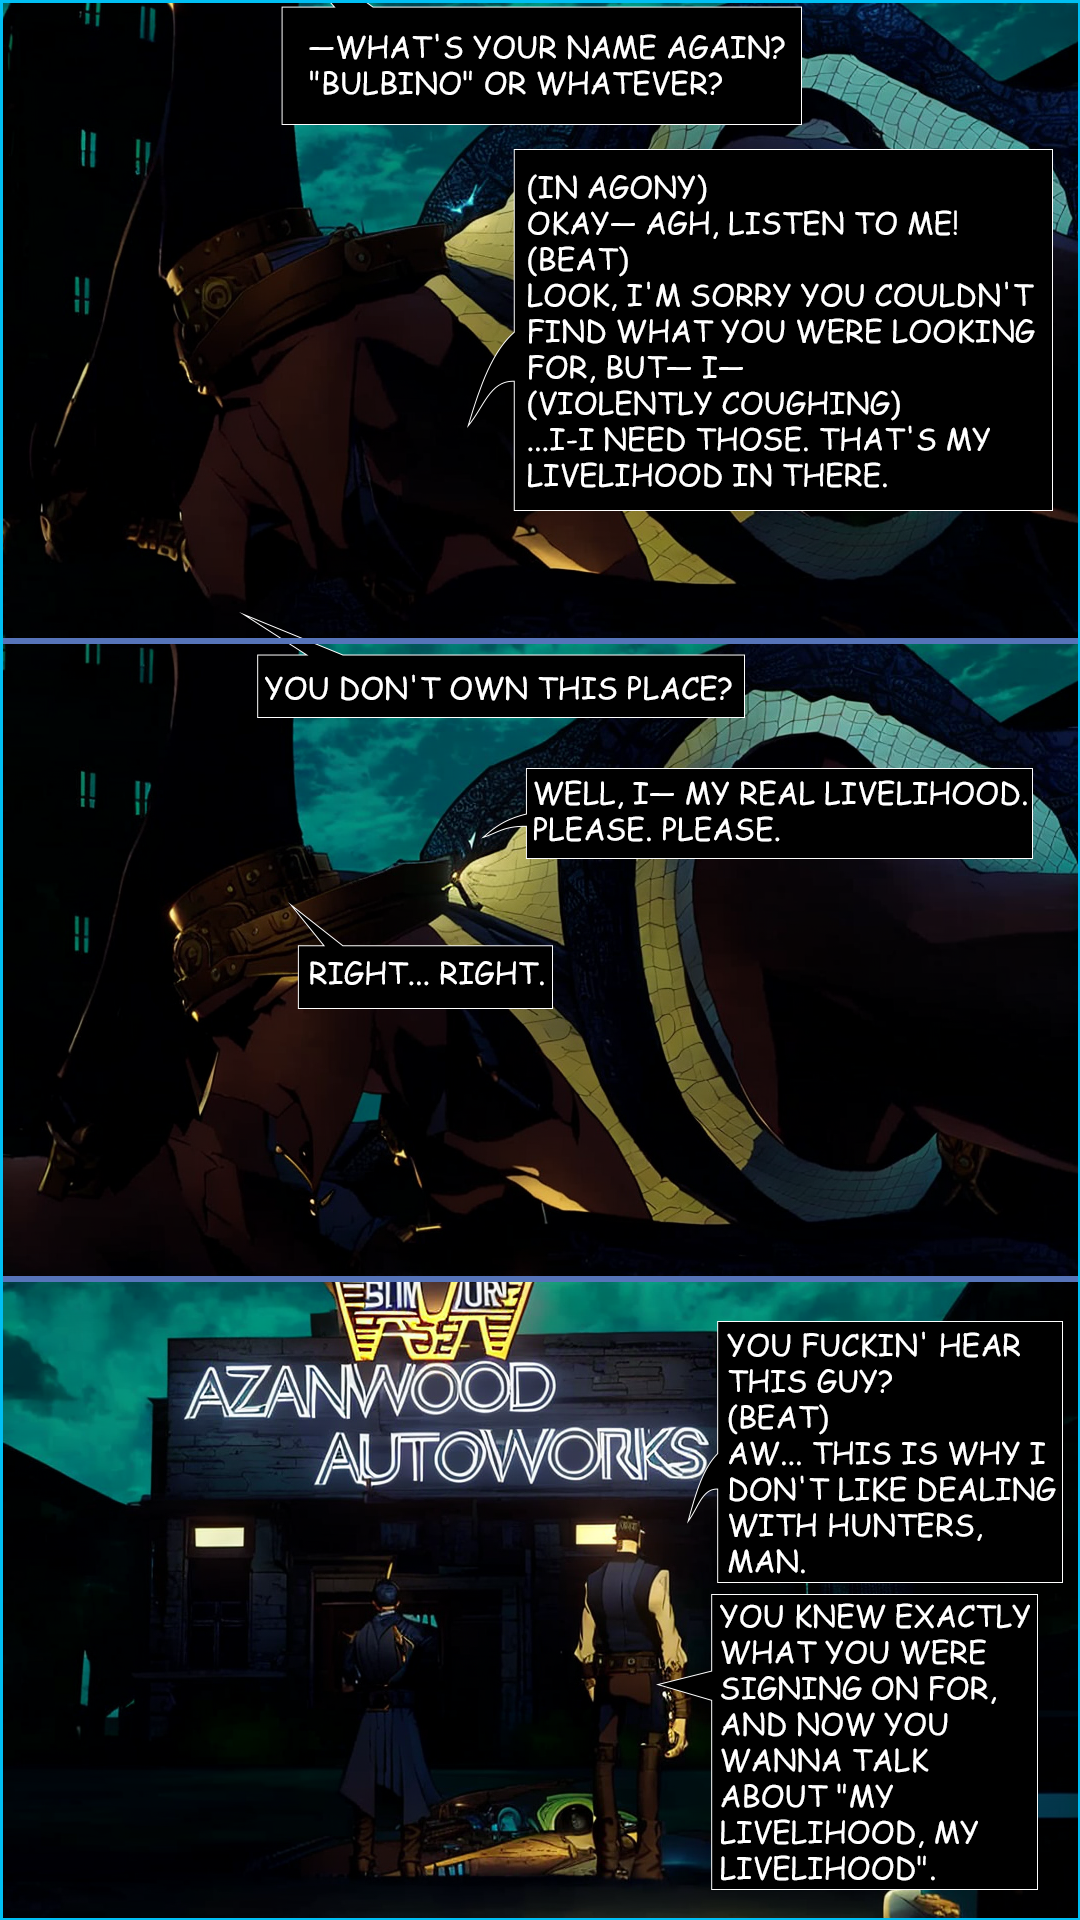 —WHAT'S YOUR NAME AGAIN?
"BULBINO" OR WHATEVER?
(IN AGONY)
OKAY— AGH, LISTEN TO ME!
(BEAT)
LOOK, I'M SORRY YOU COULDN'T
FIND WHAT YOU WERE LOOKING
FOR, BUT— I—
(VIOLENTLY COUGHING)
...I-I NEED THOSE. THAT'S MY
LIVELIHOOD IN THERE.
YOU DON'T OWN THIS PLACE?
WELL, I— MY REAL LIVELIHOOD.
PLEASE. PLEASE.
RIGHT... RIGHT.
AZANWOOD
AUTOWORKS
YOU FUCKIN' HEAR
THIS GUY?
(BEAT)
AW... THIS IS WHY I
DON'T LIKE DEALING
WITH HUNTERS,
MAN.
YOU KNEW EXACTLY
WHAT YOU WERE
SIGNING ON FOR,
AND NOW YOU
WANNA TALK
ABOUT "MY
LIVELIHOOD, MY
LIVELIHOOD".